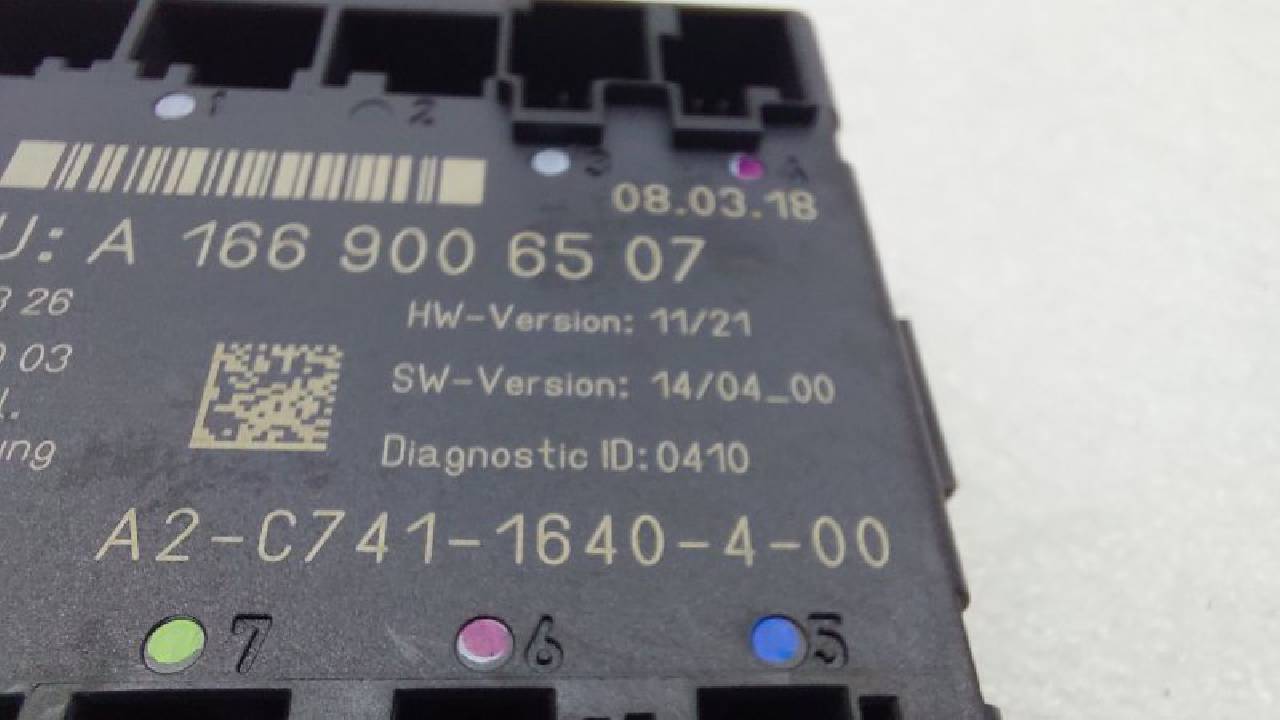 1 2
3 4
08.03.18
U: A 166 900 65 07
3 26
HW-Version: 11/21
03
SW-Version: 14/04_00
Diagnostic ID:0410
A2-C741-1640-4-00
7 6 5